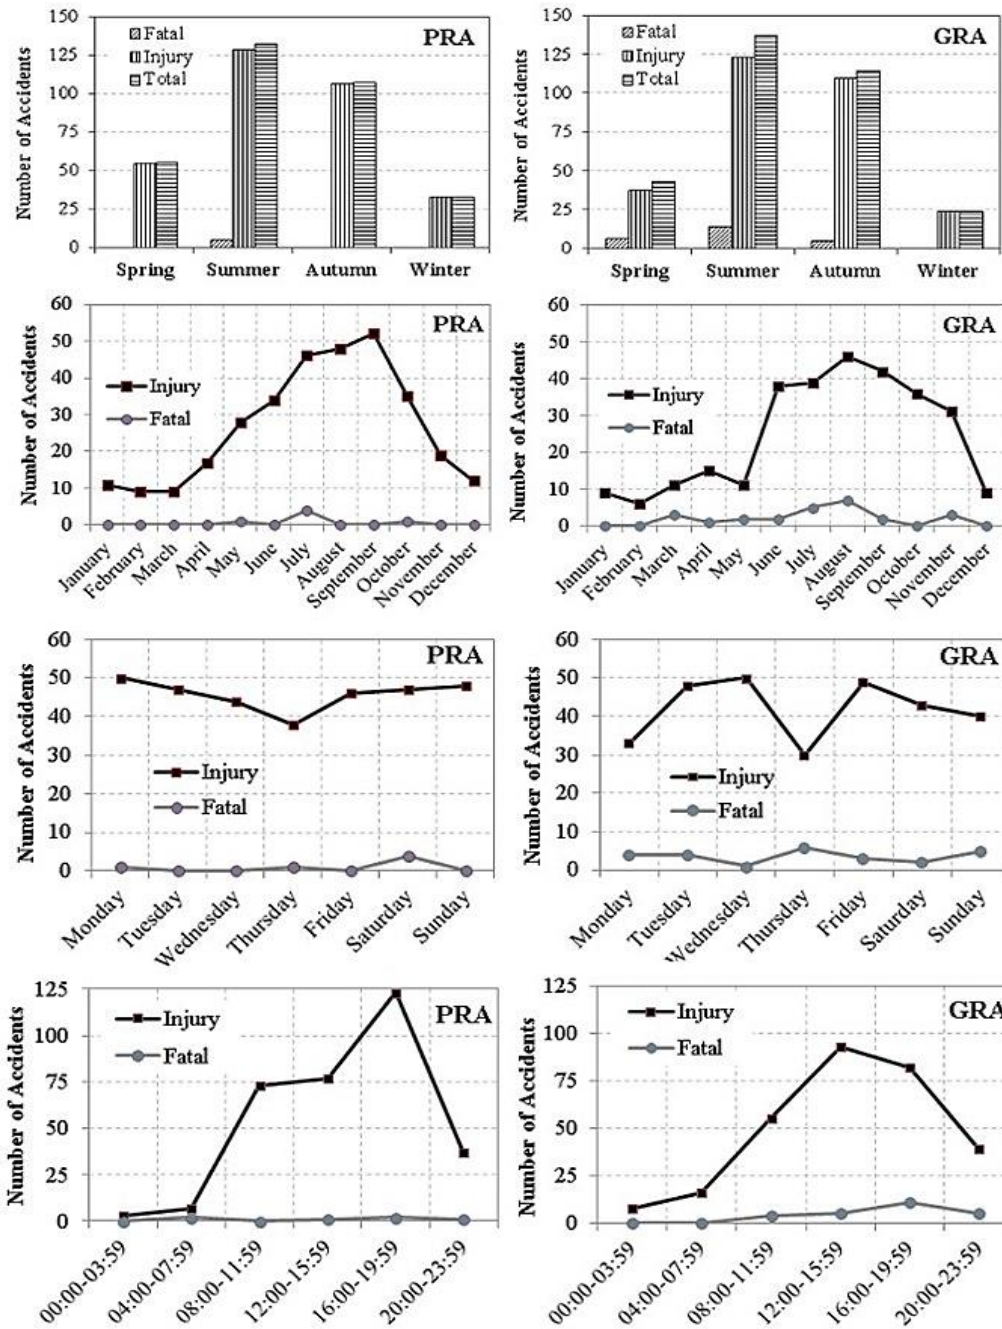 PRA
Number of Accidents
150
125
100
75
50
25
0
Fatal
Injury
Total
Spring Summer Autumn Winter
GRA
Number of Accidents
150
125
100
75
50
25
0
Fatal
Injury
Total
Spring Summer Autumn Winter
PRA
Number of Accidents
60
50
40
30
20
10
0
Injury
Fatal
January
February
March
April
May
June
July
August
September
October
November
December
GRA
Number of Accidents
60
50
40
30
20
10
0
Injury
Fatal
January
February
March
April
May
June
July
August
September
October
November
December
PRA
Number of Accidents
60
50
40
30
20
10
0
Injury
Fatal
Monday
Tuesday
Wednesday
Thursday
Friday
Saturday
Sunday
GRA
Number of Accidents
60
50
40
30
20
10
0
Injury
Fatal
Monday
Tuesday
Wednesday
Thursday
Friday
Saturday
Sunday
PRA
Number of Accidents
125
100
75
50
25
0
Injury
Fatal
00:00-03:59
04:00-07:59
08:00-11:59
12:00-15:59
16:00-19:59
20:00-23:59
GRA
Number of Accidents
125
100
75
50
25
0
Injury
Fatal
00:00-03:59
04:00-07:59
08:00-11:59
12:00-15:59
16:00-19:59
20:00-23:59